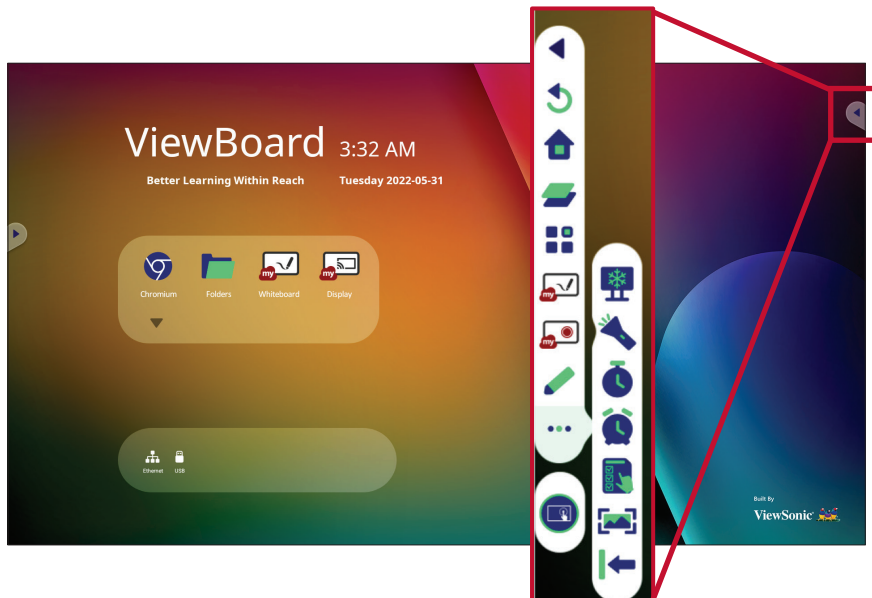 ViewBoard 3:32 AM
Better Learning Within Reach Tuesday 2022-05-31
my
my
Chromium Folders Whiteboard Display
my
my
Ethernet USB
Built By
ViewSonic